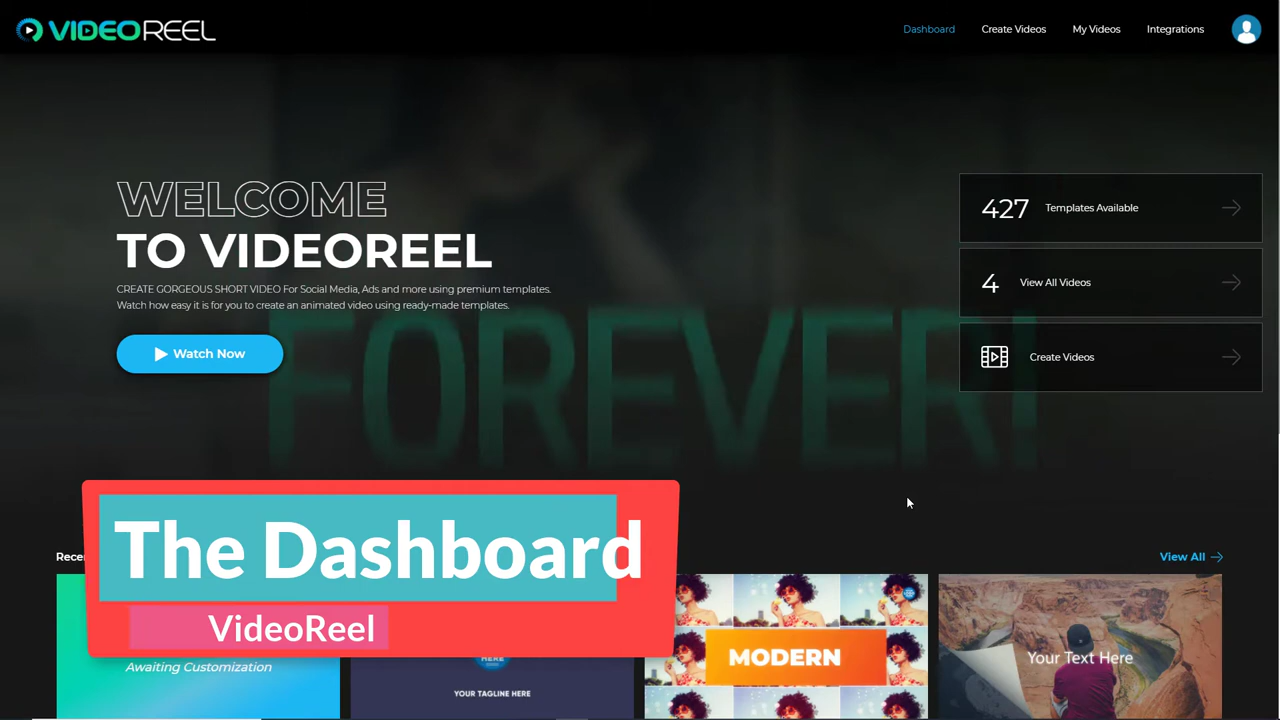 VIDEOREEL
Dashboard
Create Videos
My Videos
Integrations
WELCOME
TO VIDEOREEL
CREATE GORGEOUS SHORT VIDEO For Social Media, Ads and more using premium templates.
Watch how easy it is for you to create an animated video using ready-made templates.
Watch Now
427 Templates Available
4 View All Videos
Create Videos
FOREVER!
The Dashboard
VideoReel
View All
Awaiting Customization
HERE
YOUR TAGLINE HERE
MODERN
Your Text Here